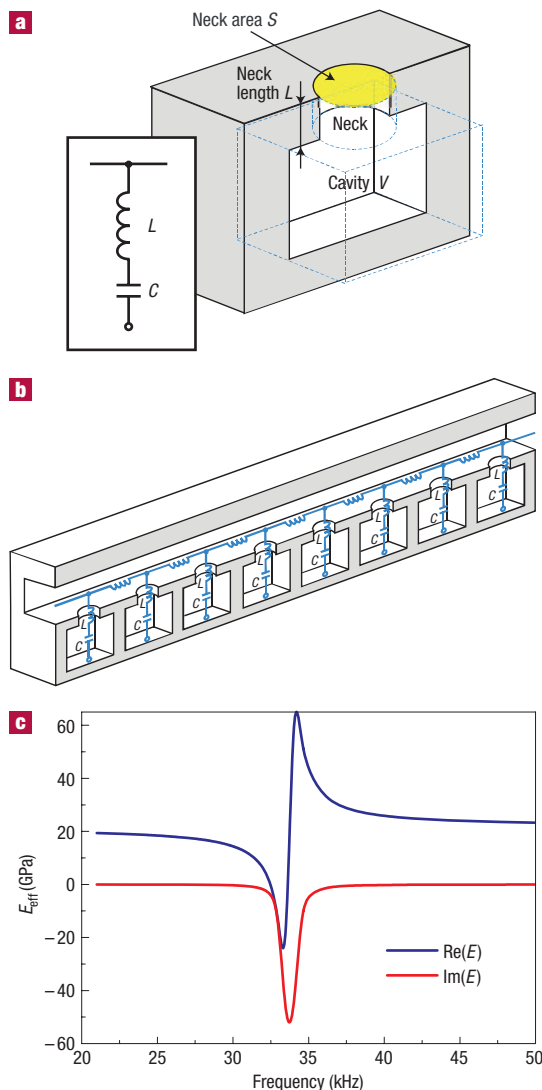 a
Neck area S
Neck
length L
Neck
Cavity V
L
C
b
L
C
L
C
L
C
L
C
L
C
L
C
L
C
L
C
c
60
40
20
0
−20
−40
−60
E_eff (GPa)
Re(E)
Im(E)
20 25 30 35 40 45 50
Frequency (kHz)